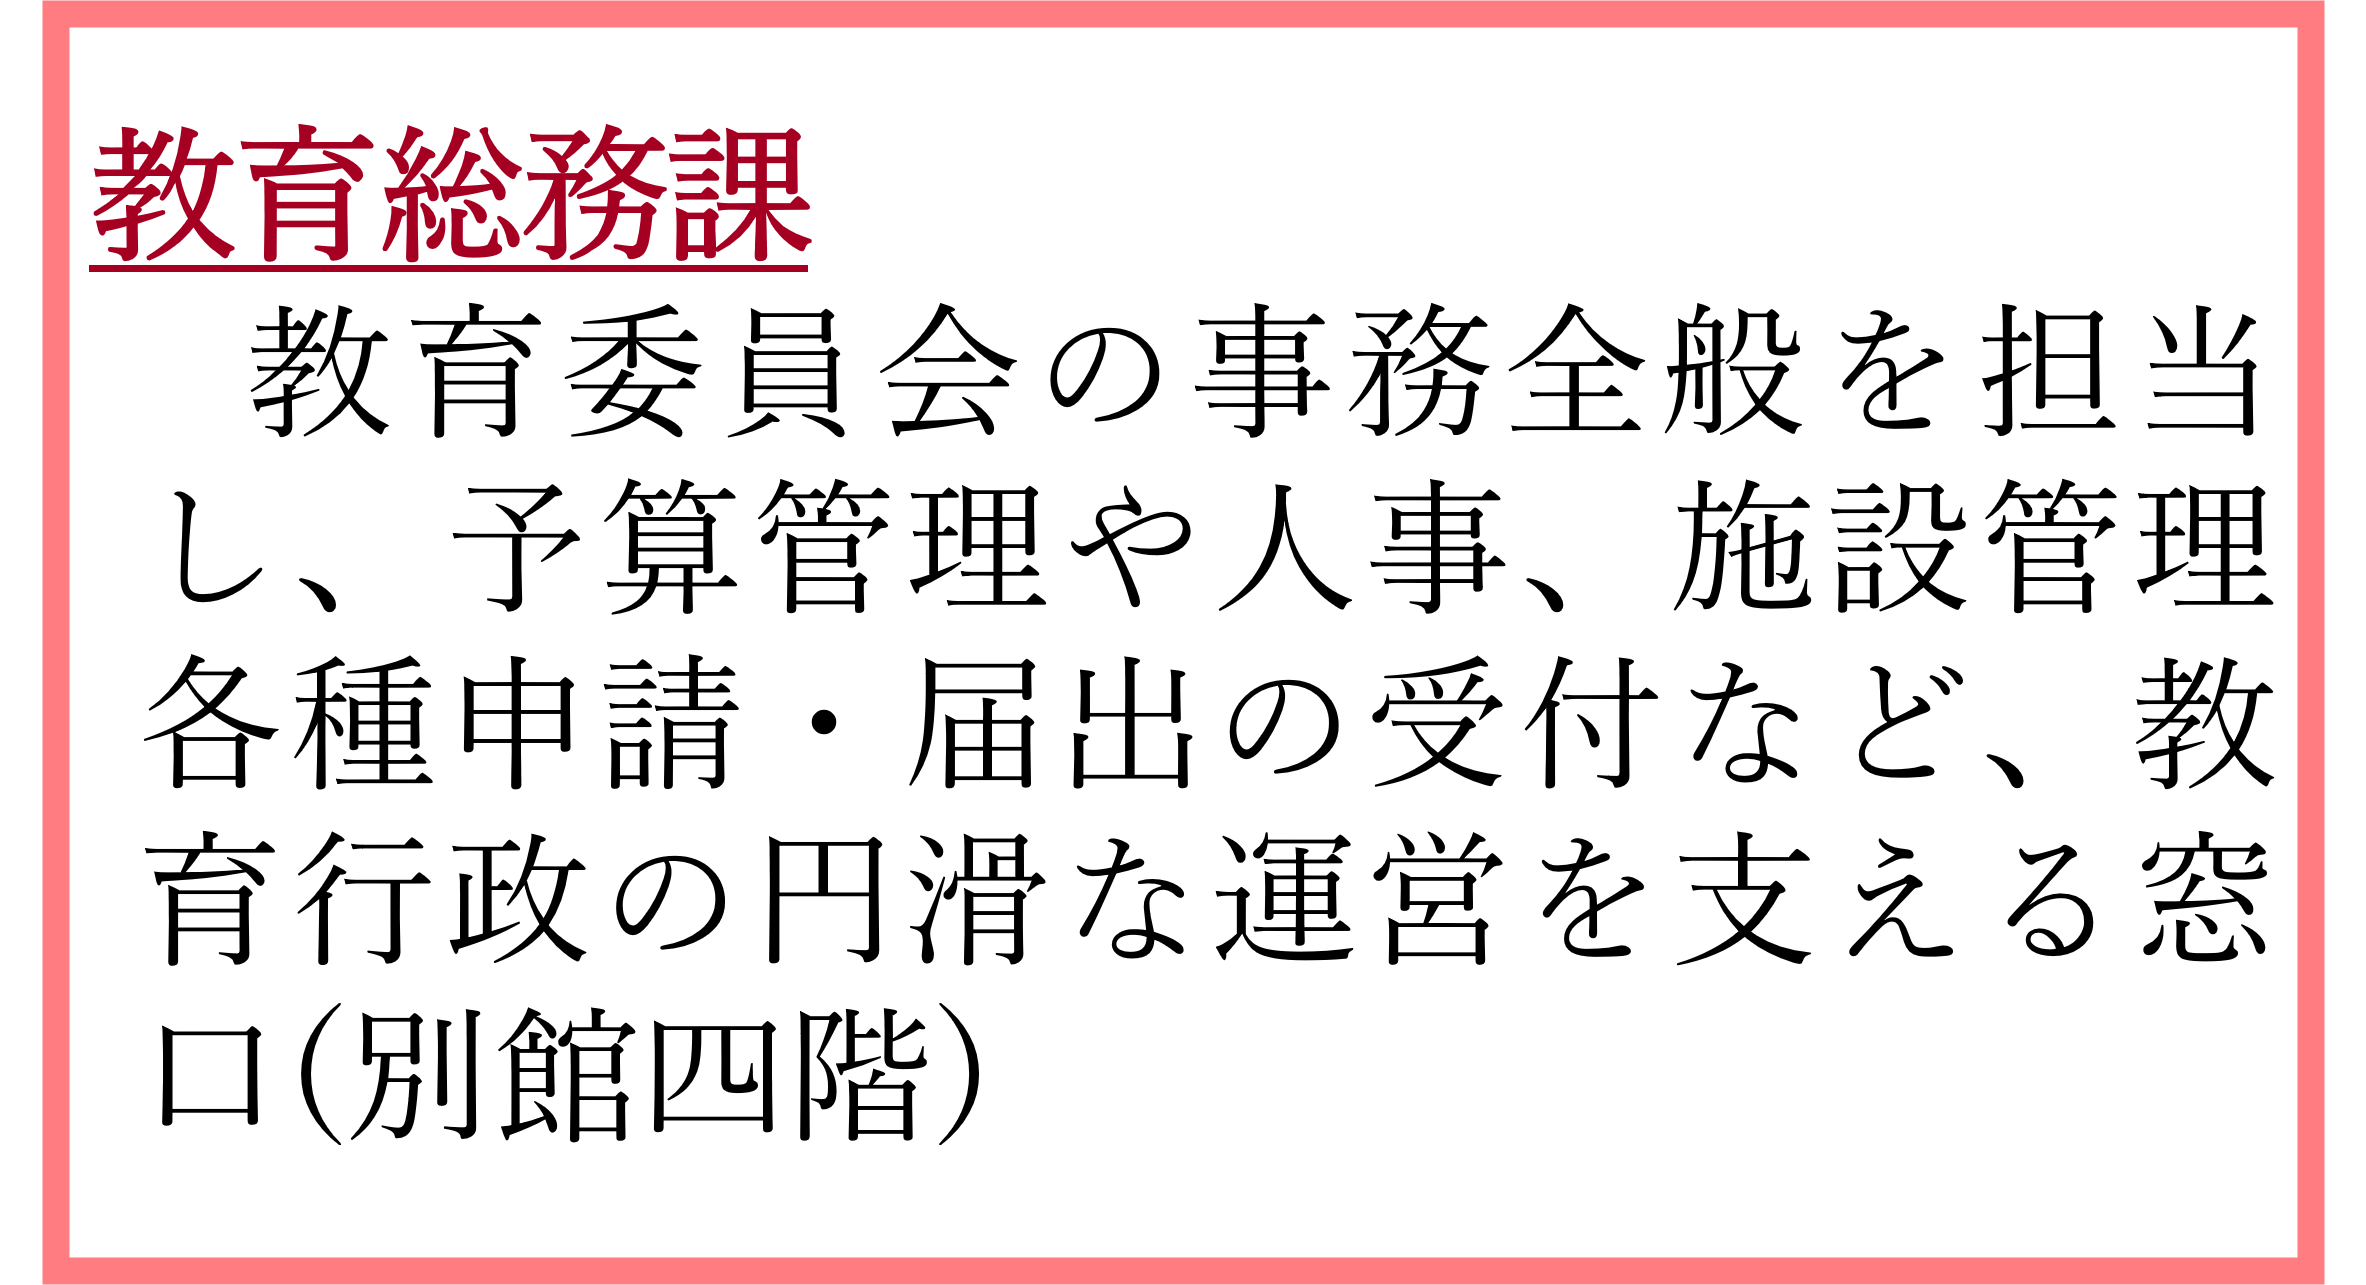 教育総務課
教育委員会の事務全般を担当
し、予算管理や人事、施設管理
各種申請・届出の受付など、教
育行政の円滑な運営を支える窓
口(別館四階)